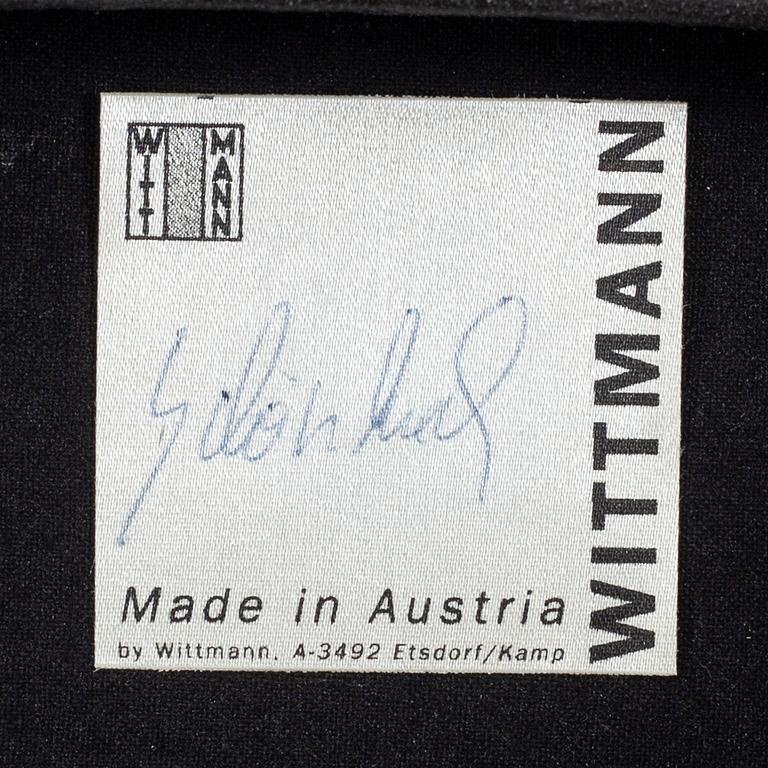 WITT MANN
WITTMANN
Made in Austria
by Wittmann, A-3492 Etsdorf/Kamp